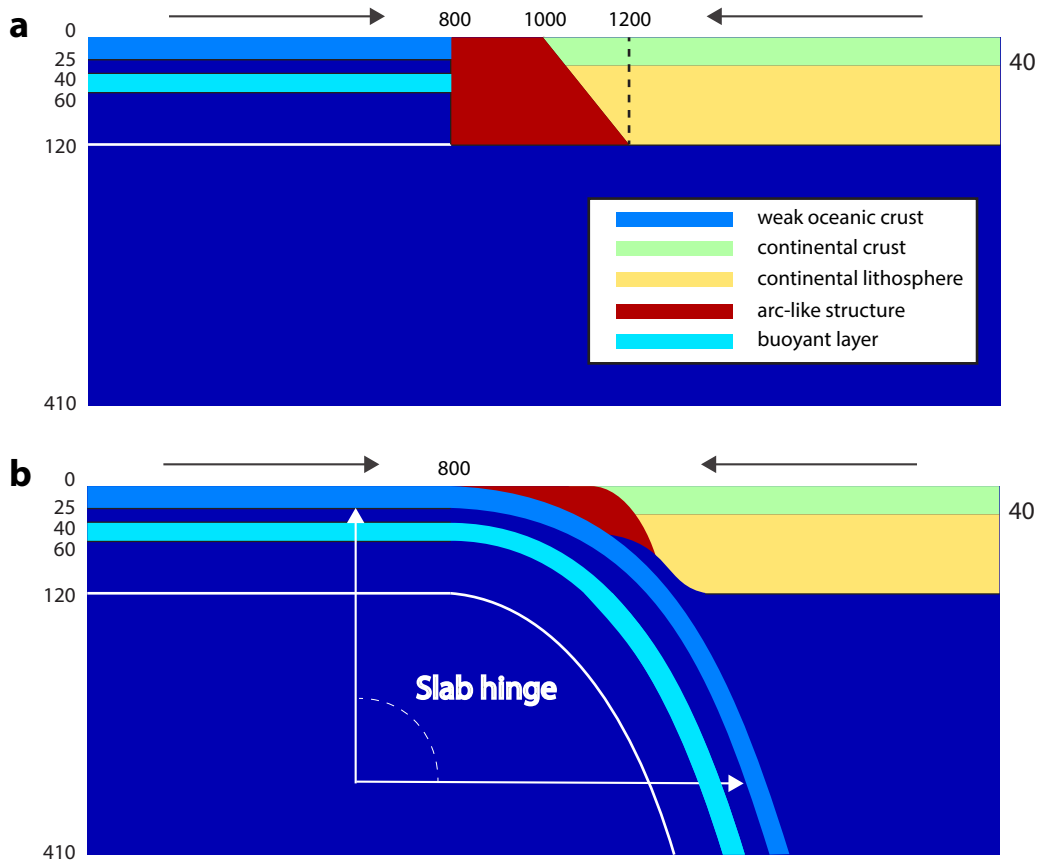 a
800 1000 1200
0
25
40
60
120
410
40
weak oceanic crust
continental crust
continental lithosphere
arc-like structure
buoyant layer
b
800
0
25
40
60
120
410
40
Slab hinge